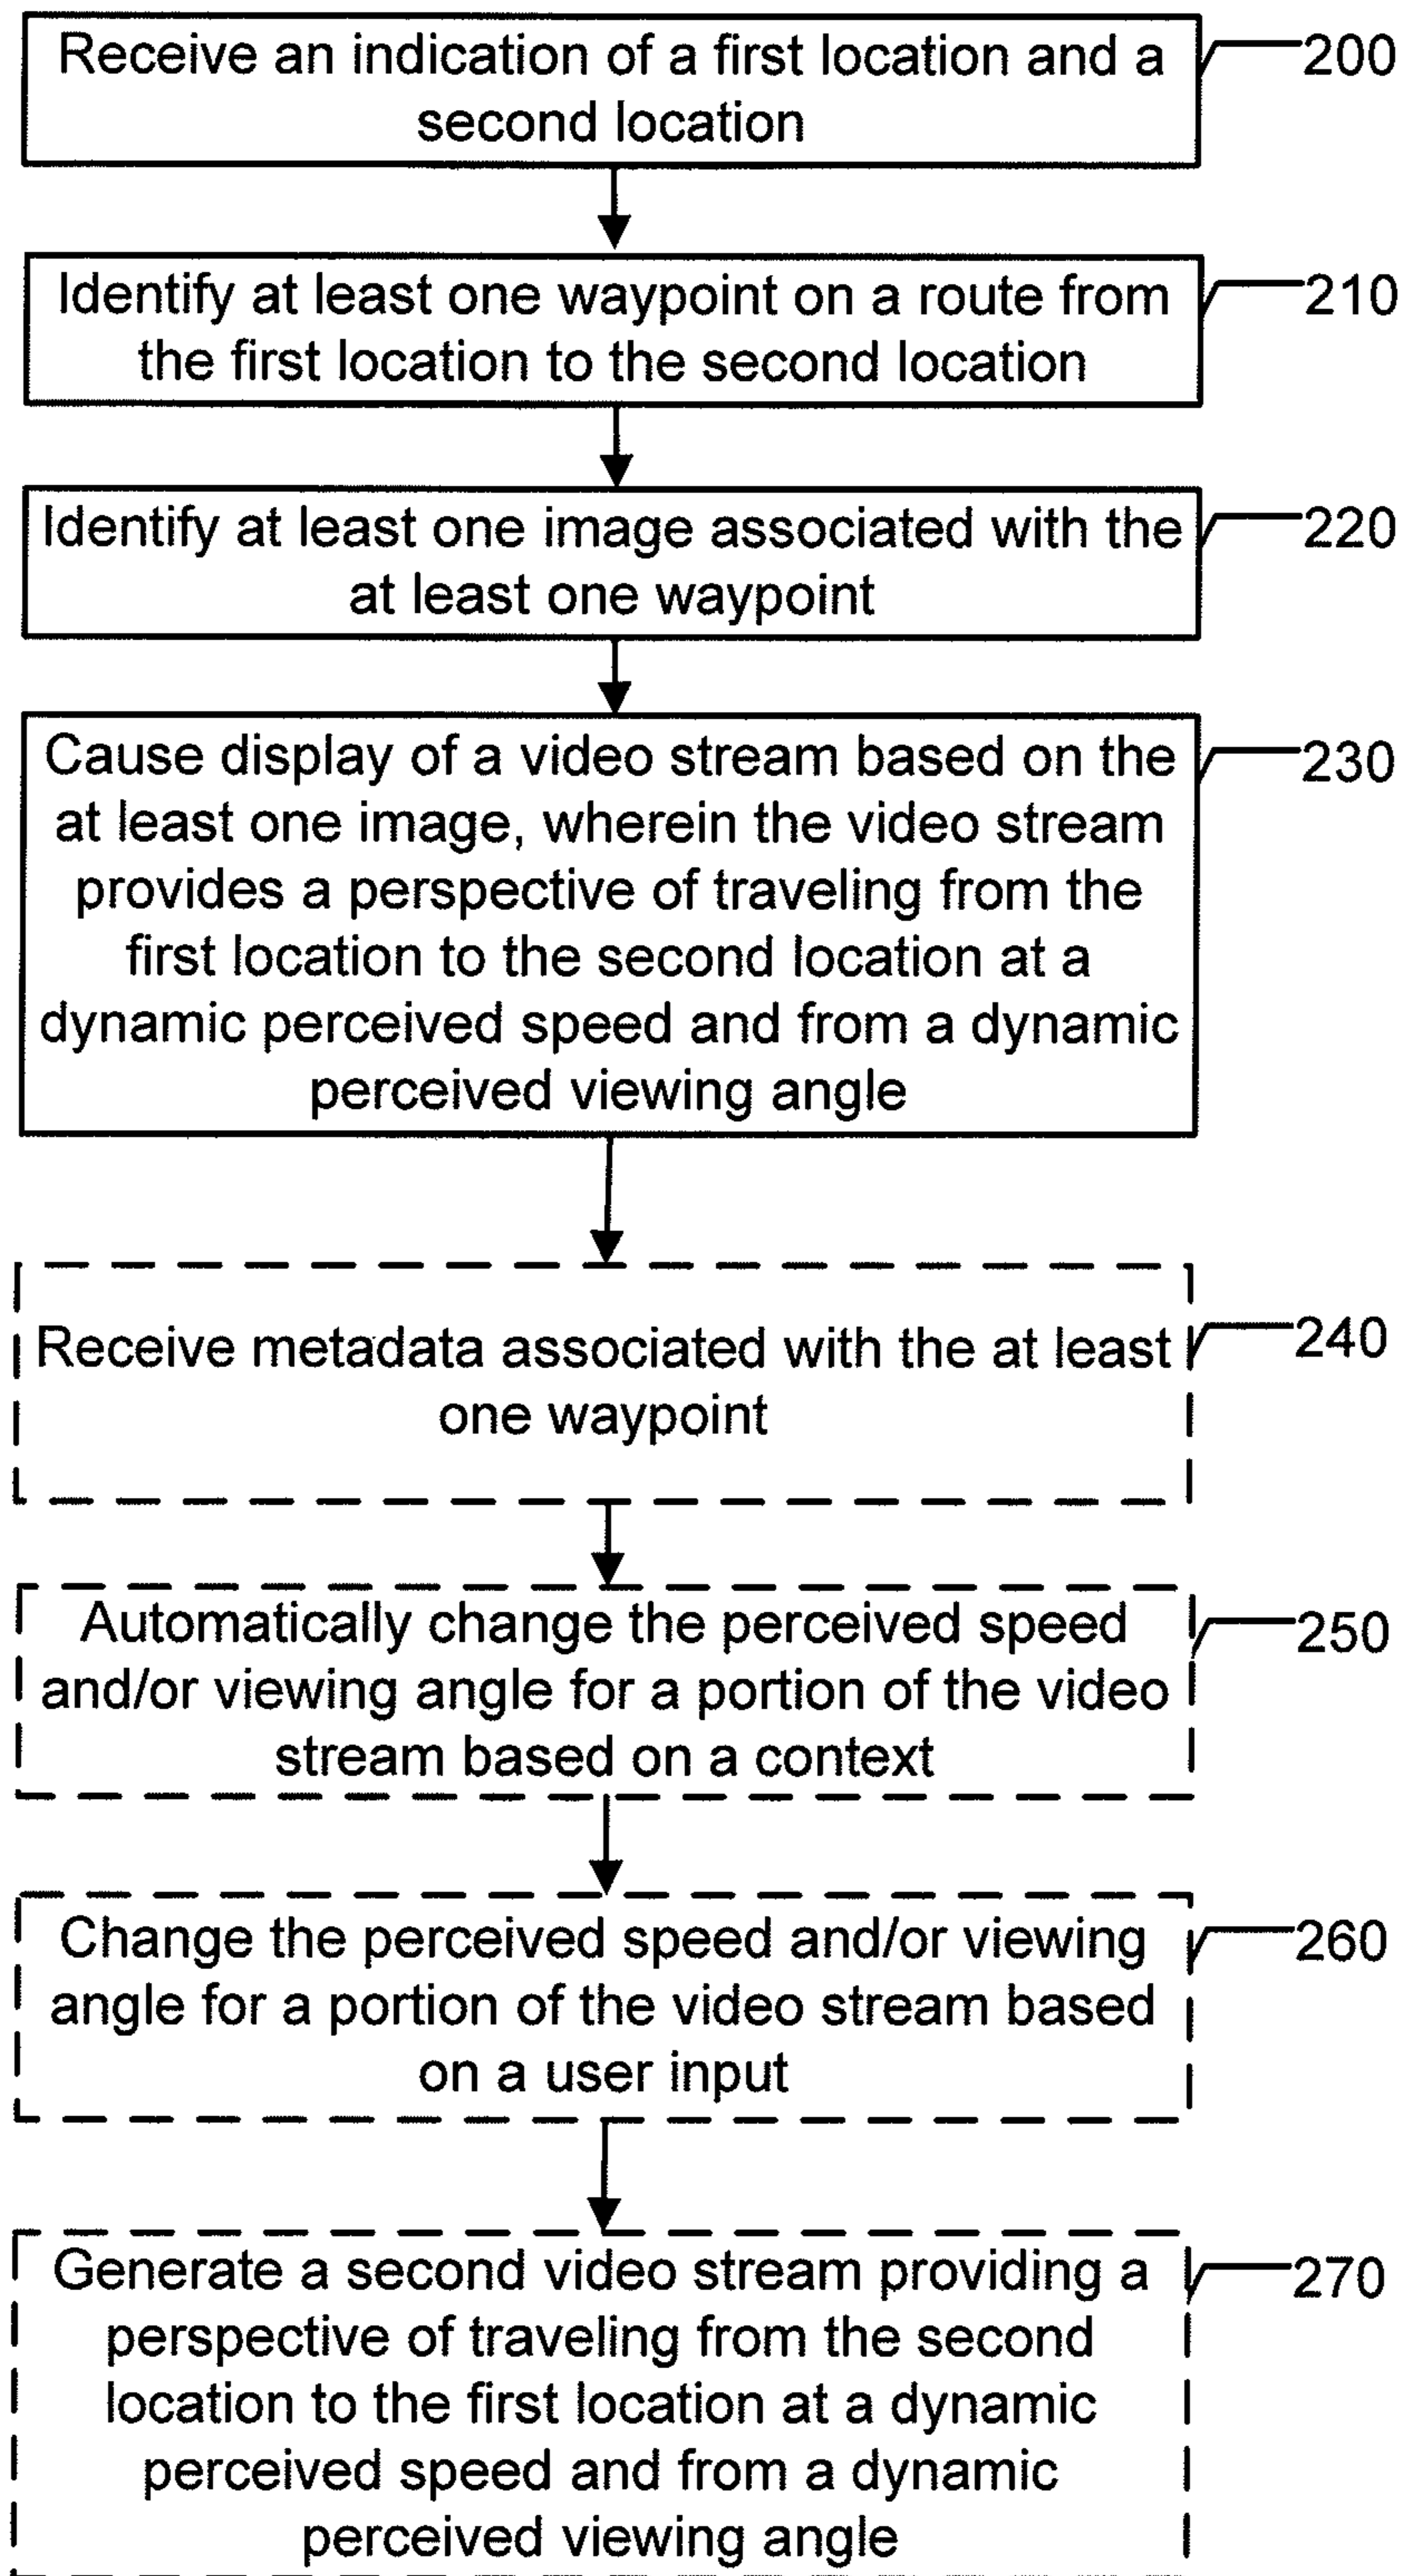 Receive an indication of a first location and a
second location
200
Identify at least one waypoint on a route from
the first location to the second location
210
Identify at least one image associated with the
at least one waypoint
220
Cause display of a video stream based on the
at least one image, wherein the video stream
provides a perspective of traveling from the
first location to the second location at a
dynamic perceived speed and from a dynamic
perceived viewing angle
230
Receive metadata associated with the at least
one waypoint
240
Automatically change the perceived speed
and/or viewing angle for a portion of the video
stream based on a context
250
Change the perceived speed and/or viewing
angle for a portion of the video stream based
on a user input
260
Generate a second video stream providing a
perspective of traveling from the second
location to the first location at a dynamic
perceived speed and from a dynamic
perceived viewing angle
270